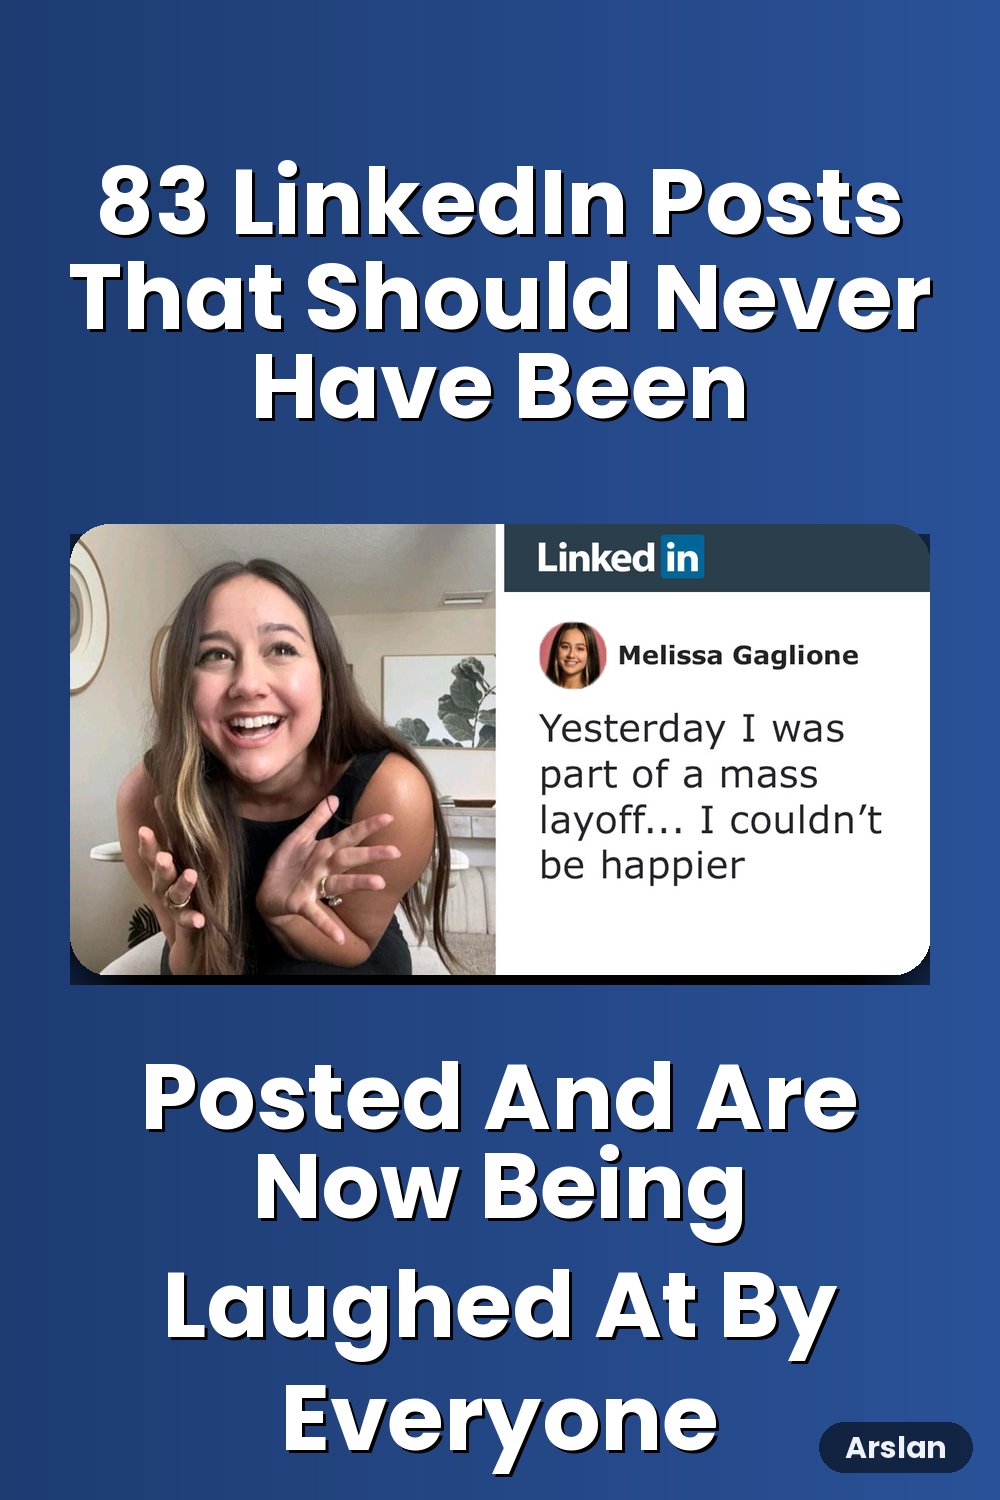 83 LinkedIn Posts
That Should Never
Have Been
Linked in
Melissa Gaglione
Yesterday I was
part of a mass
layoff... I couldn’t
be happier
Posted And Are
Now Being
Laughed At By
Everyone
Arslan